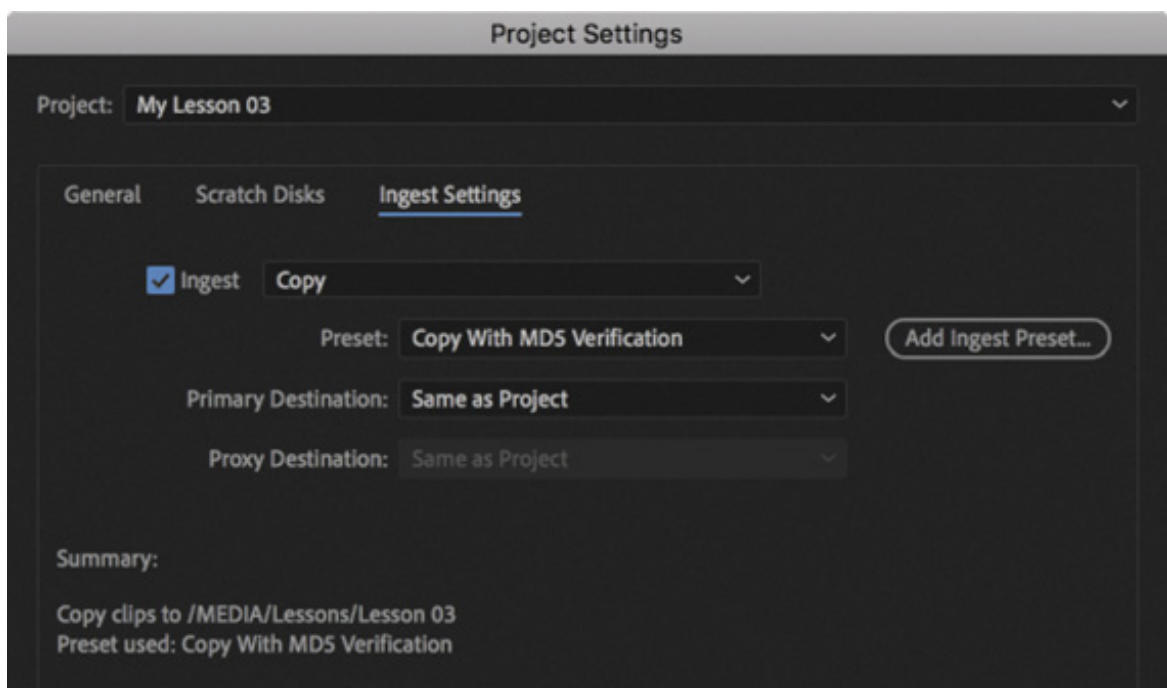 Project Settings
Project: My Lesson 03
General Scratch Disks Ingest Settings
Ingest Copy
Preset: Copy With MD5 Verification Add Ingest Preset...
Primary Destination: Same as Project
Proxy Destination: Same as Project
Summary:
Copy clips to /MEDIA/Lessons/Lesson 03
Preset used: Copy With MD5 Verification